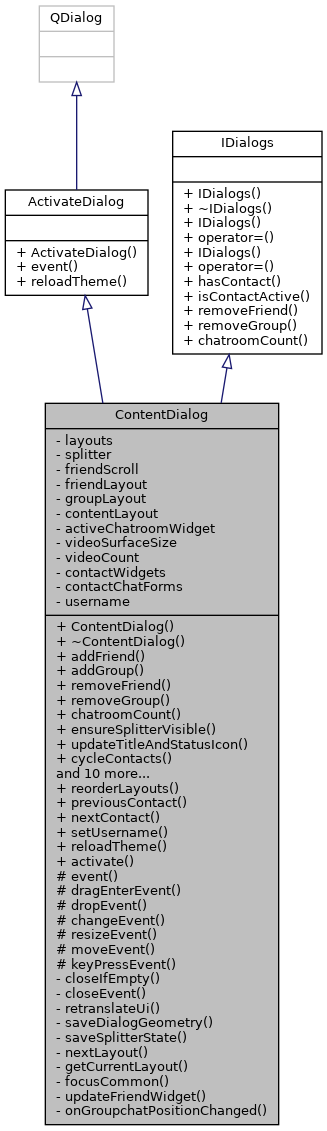 QDialog
IDialogs
+ IDialogs()
+ ~IDialogs()
+ IDialogs()
+ operator=()
+ IDialogs()
+ operator=()
+ hasContact()
+ isContactActive()
+ removeFriend()
+ removeGroup()
+ chatroomCount()
ActivateDialog
+ ActivateDialog()
+ event()
+ reloadTheme()
ContentDialog
- layouts
- splitter
- friendScroll
- friendLayout
- groupLayout
- contentLayout
- activeChatroomWidget
- videoSurfaceSize
- videoCount
- contactWidgets
- contactChatForms
- username
+ ContentDialog()
+ ~ContentDialog()
+ addFriend()
+ addGroup()
+ removeFriend()
+ removeGroup()
+ chatroomCount()
+ ensureSplitterVisible()
+ updateTitleAndStatusIcon()
+ cycleContacts()
and 10 more...
+ reorderLayouts()
+ previousContact()
+ nextContact()
+ setUsername()
+ reloadTheme()
+ activate()
# event()
# dragEnterEvent()
# dropEvent()
# changeEvent()
# resizeEvent()
# moveEvent()
# keyPressEvent()
- closeIfEmpty()
- closeEvent()
- retranslateUi()
- saveDialogGeometry()
- saveSplitterState()
- nextLayout()
- getCurrentLayout()
- focusCommon()
- updateFriendWidget()
- onGroupchatPositionChanged()